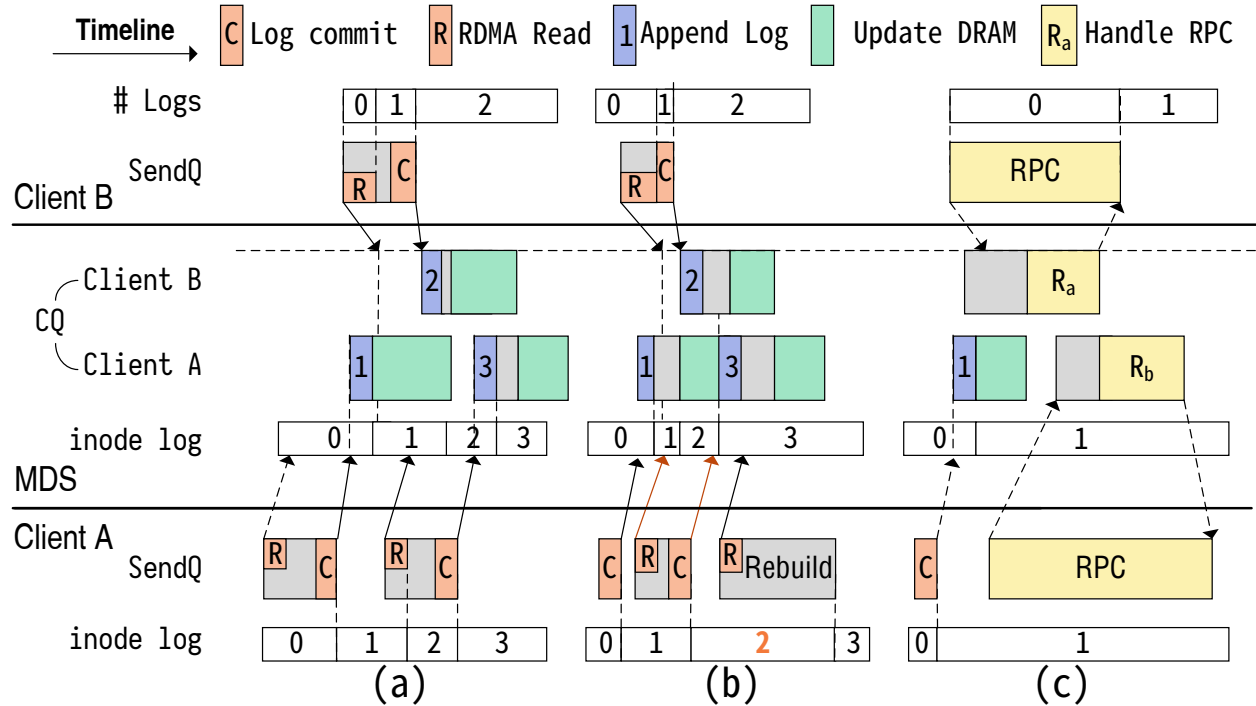 Timeline C Log commit R RDMA Read 1 Append Log Update DRAM Ra Handle RPC
# Logs 0 1 2 0 1 2 0 1
SendQ R C R C RPC
Client B
Client B 2 2 Ra
CQ
Client A 1 3 1 3 1 Rb
inode log 0 1 2 3 0 1 2 3 0 1
MDS
Client A
SendQ R C R C C R C R Rebuild C RPC
inode log 0 1 2 3 0 1 2 3 0 1
(a) (b) (c)